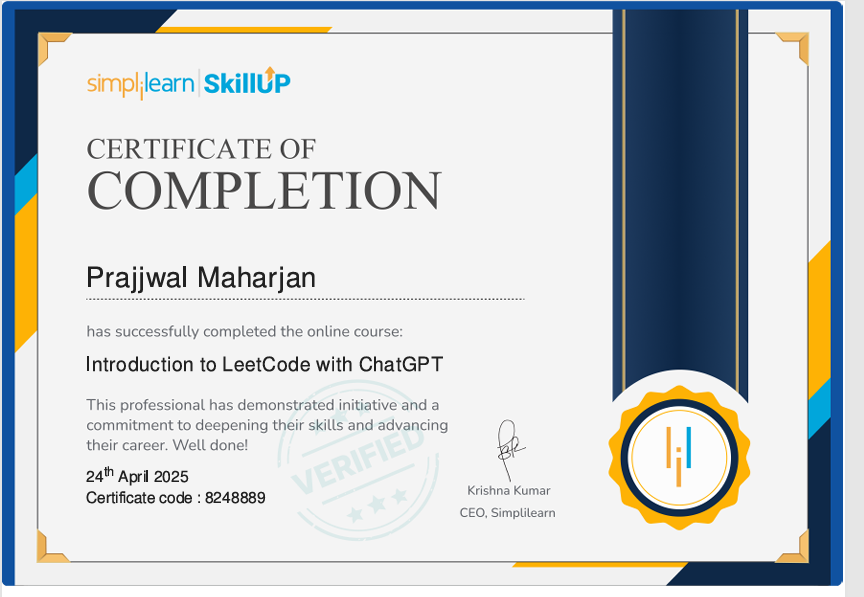 simplilearn | SkillUP
CERTIFICATE OF
COMPLETION
Prajjwal Maharjan
has successfully completed the online course:
Introduction to LeetCode with ChatGPT
This professional has demonstrated initiative and a
commitment to deepening their skills and advancing
their career. Well done!
VERIFIED
24th April 2025
Certificate code : 8248889
Krishna Kumar
CEO, Simplilearn